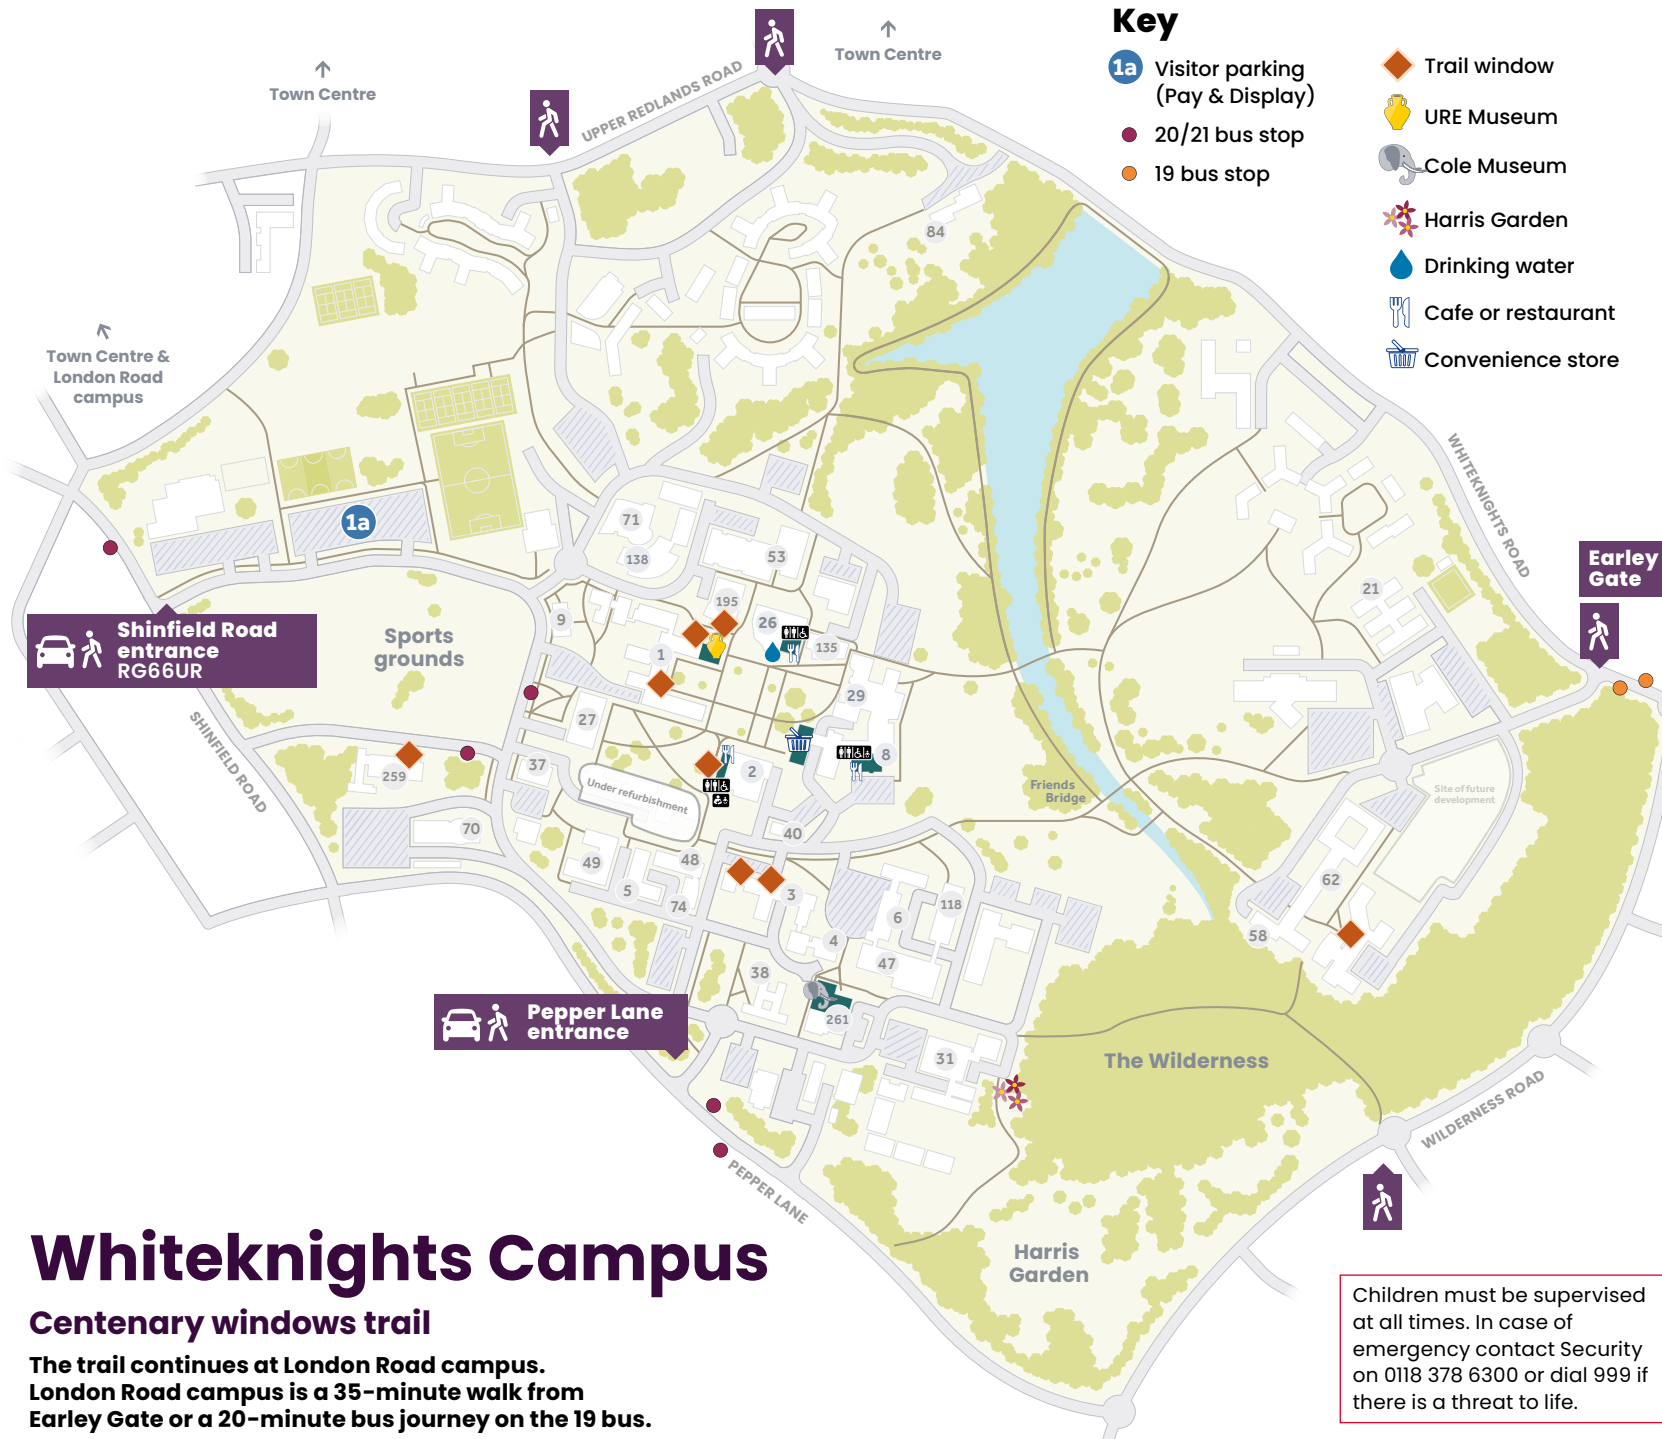 Key
1a
Visitor parking
(Pay & Display)
20/21 bus stop
19 bus stop
Trail window
URE Museum
Cole Museum
Harris Garden
Drinking water
Cafe or restaurant
Convenience store
Town Centre
Town Centre
UPPER REDLANDS ROAD
Town Centre &
London Road
campus
84
WHITEKNIGHTS ROAD
1a
71
138
53
Earley
Gate
21
195
9
26
135
1
Shinfield Road
entrance
RG66UR
Sports
grounds
29
27
SHINFIELD ROAD
259
37
2
8
Under refurbishment
Friends
Bridge
Site of future
development
70
40
49
48
5
74
3
62
6
118
4
58
47
38
261
Pepper Lane
entrance
31
The Wilderness
WILDERNESS ROAD
PEPPER LANE
Harris
Garden
Whiteknights Campus
Centenary windows trail
The trail continues at London Road campus.
London Road campus is a 35-minute walk from
Earley Gate or a 20-minute bus journey on the 19 bus.
Children must be supervised
at all times. In case of
emergency contact Security
on 0118 378 6300 or dial 999 if
there is a threat to life.